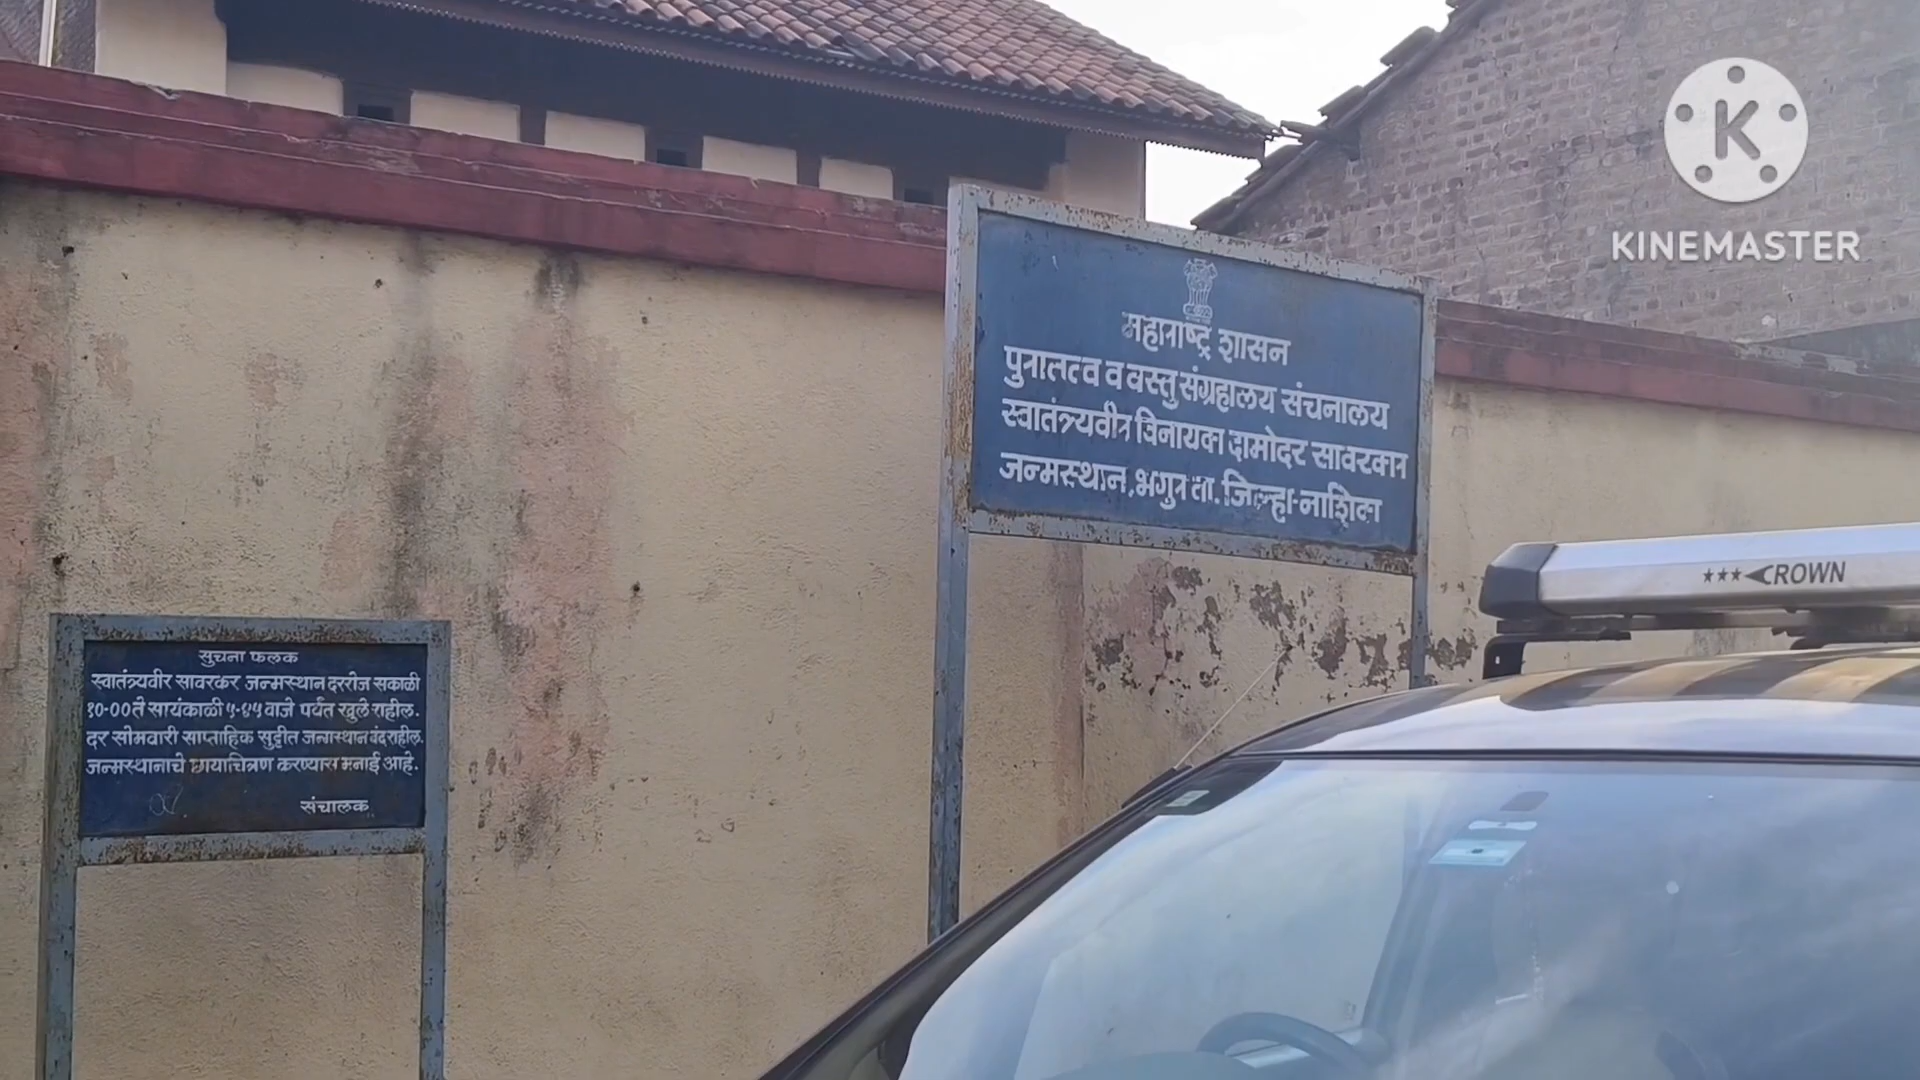 महाराष्ट्र शासन
पुरातत्व व वस्तुसंग्रहालय संचनालय
स्वातंत्र्यवीर विनायक दामोदर सावरकर
जन्मस्थान, भगुर ता. जिल्हा-नाशिक
सुचना फलक
स्वातंत्र्यवीर सावरकर जन्मस्थान दररोज सकाळी
१०-००ते सायंकाळी ५-४५ वाजे पर्यंत खुले राहील.
दर सोमवारी साप्ताहिक सुट्टीत जन्मस्थान बंद राहील.
जन्मस्थानाचे छायाचित्रण करण्यास मनाई आहे.
संचालक
CROWN
K
KINEMASTER